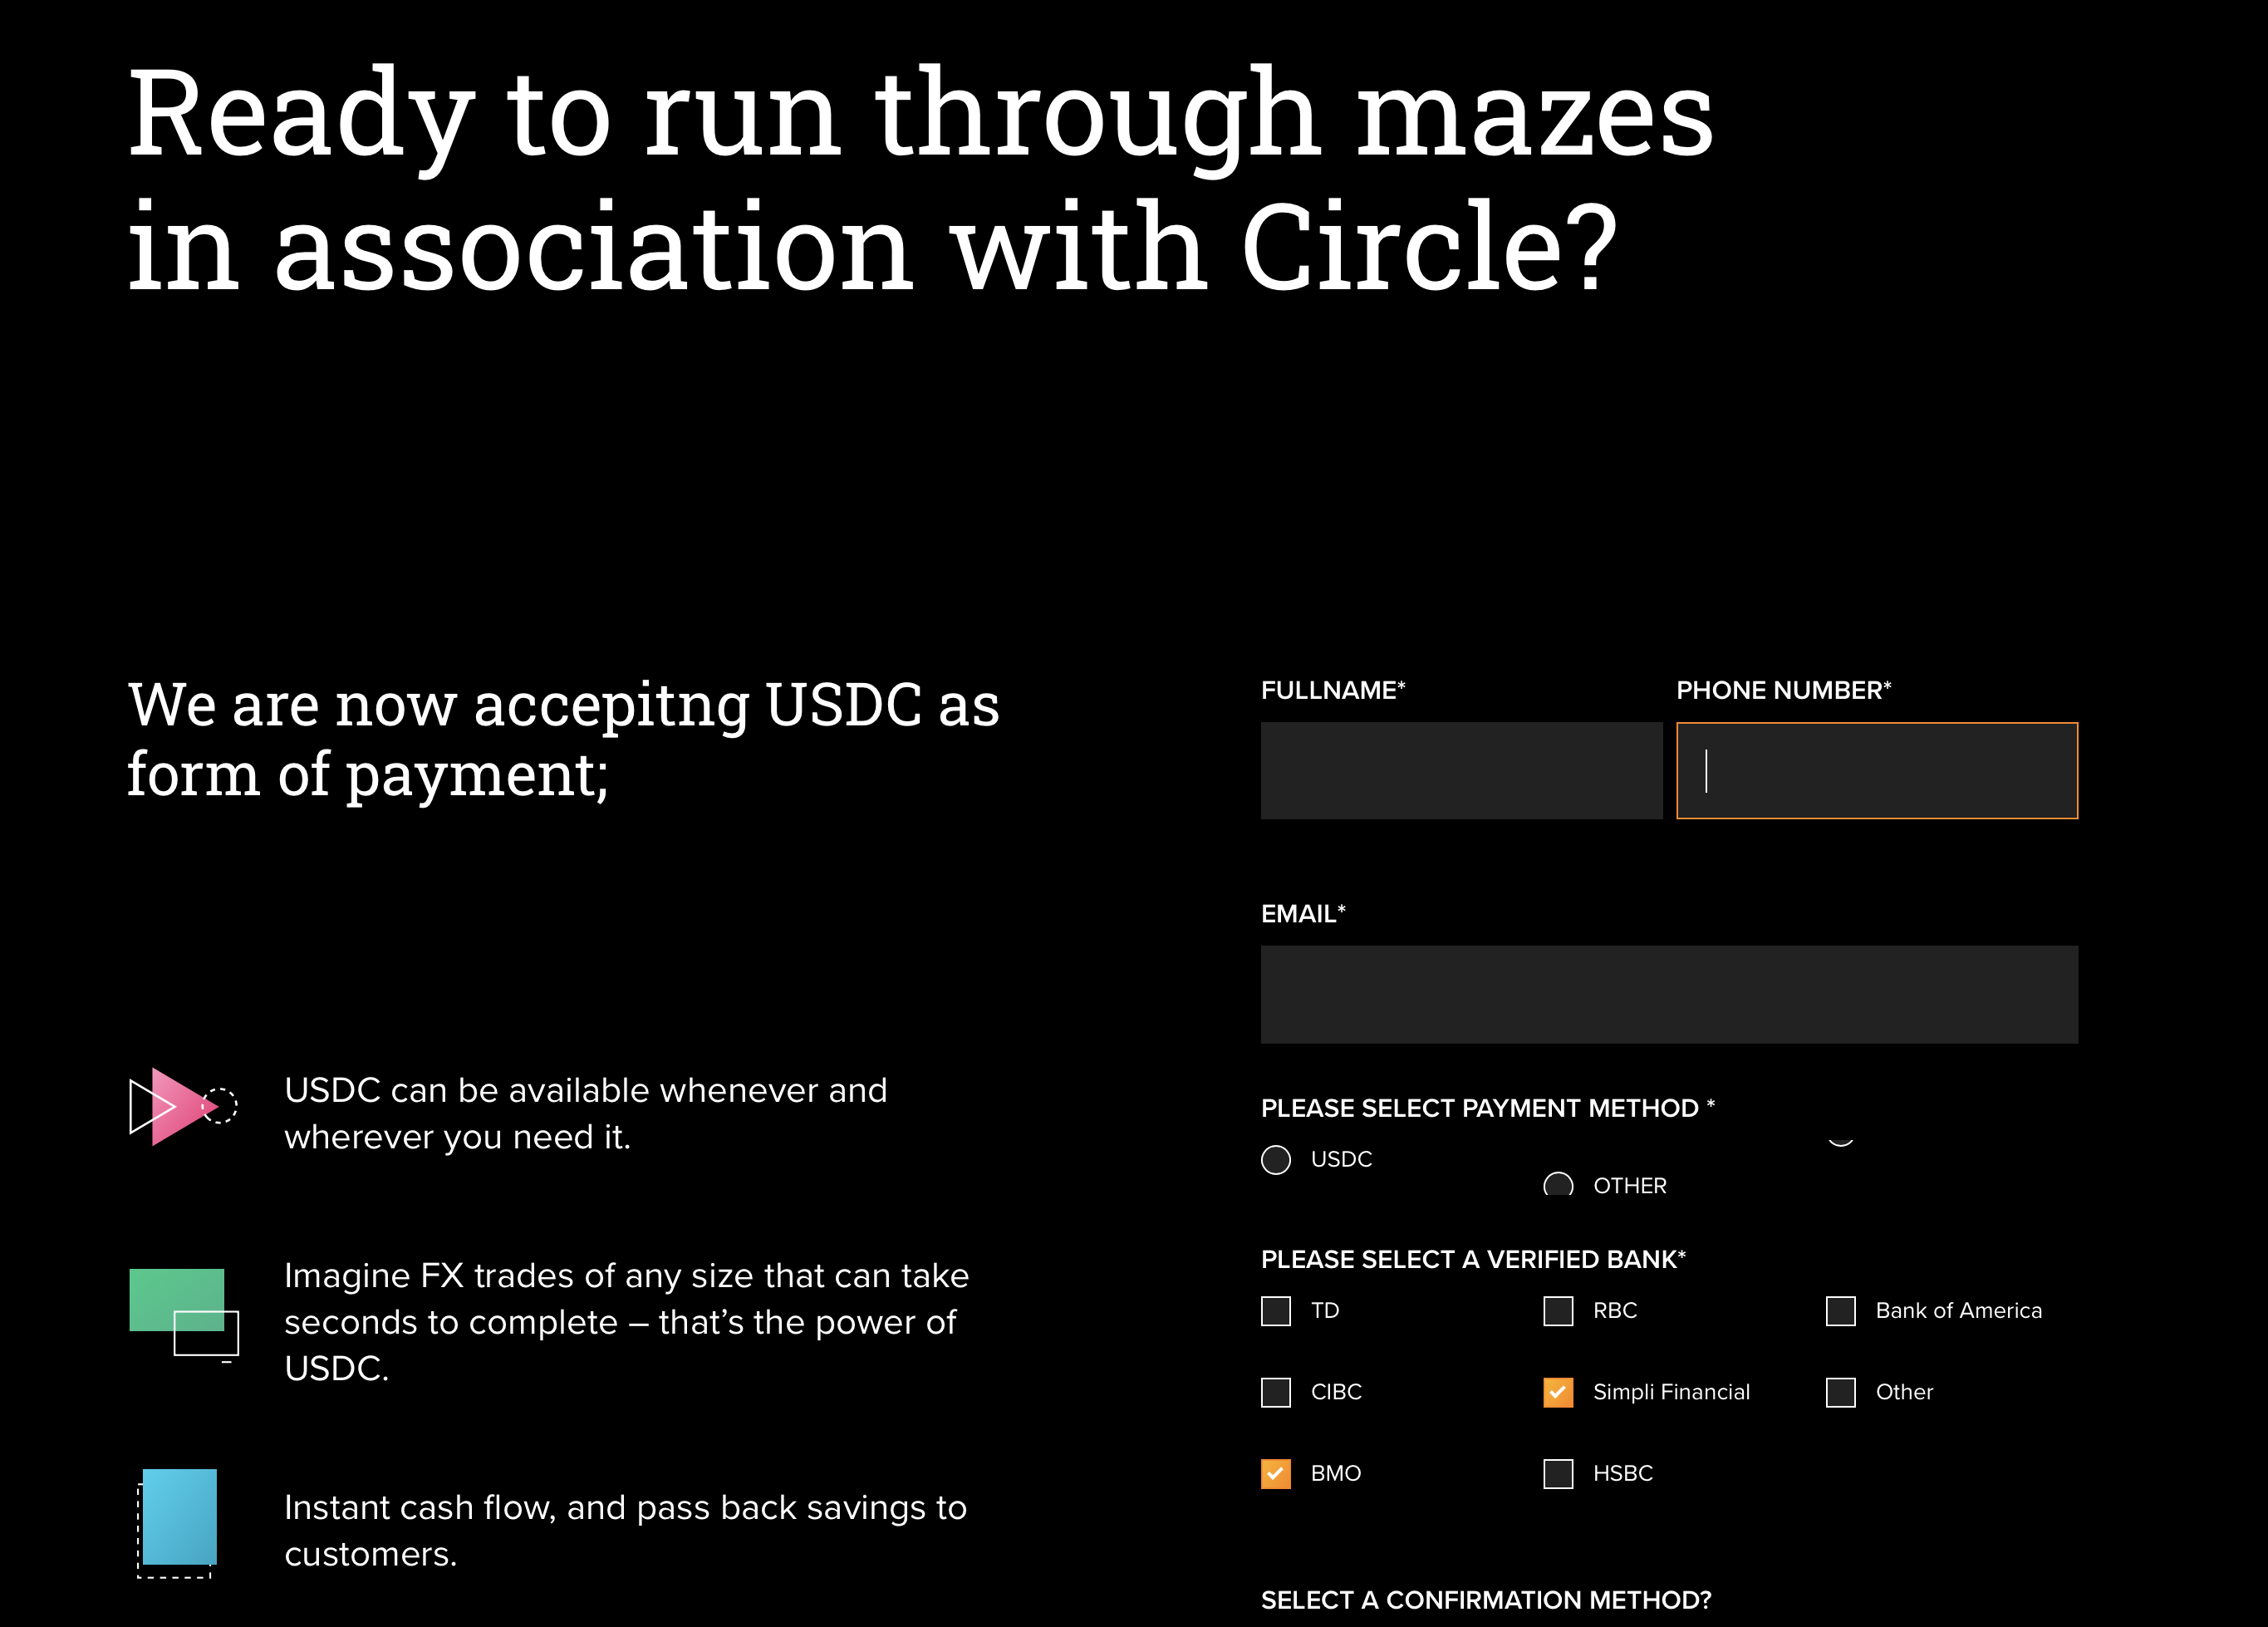 Ready to run through mazes
in association with Circle?
We are now accepitng USDC as
form of payment;
USDC can be available whenever and
wherever you need it.
Imagine FX trades of any size that can take
seconds to complete – that’s the power of
USDC.
Instant cash flow, and pass back savings to
customers.
FULLNAME*
PHONE NUMBER*
EMAIL*
PLEASE SELECT PAYMENT METHOD *
USDC
OTHER
PLEASE SELECT A VERIFIED BANK*
TD
RBC
Bank of America
CIBC
Simpli Financial
Other
BMO
HSBC
SELECT A CONFIRMATION METHOD?